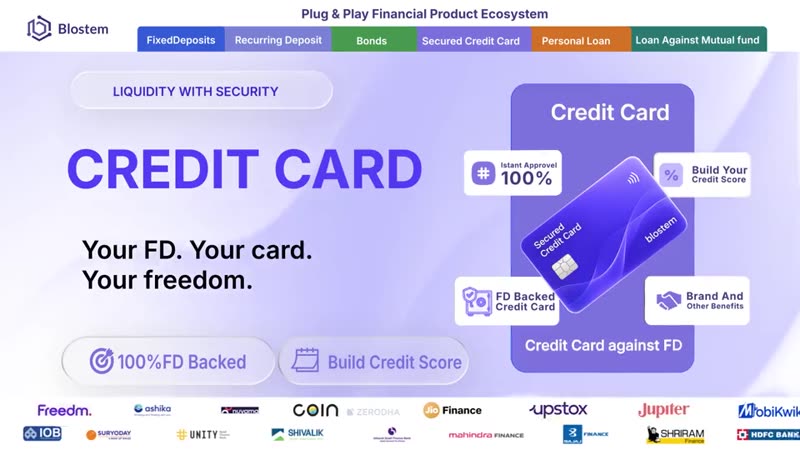 Plug & Play Financial Product Ecosystem
Blostem
FixedDeposits
Recurring Deposit
Bonds
Secured Credit Card
Personal Loan
Loan Against Mutual fund
LIQUIDITY WITH SECURITY
CREDIT CARD
Your FD. Your card.
Your freedom.
100%FD Backed
Build Credit Score
Credit Card
Istant Approvel
100%
Build Your
Credit Score
Secured
Credit Card
blostem
FD Backed
Credit Card
Brand And
Other Benefits
Credit Card against FD
Freedm.
ashika
nuvama
COIN
ZERODHA
Jio Finance
upstox
Jupiter
MobiKwik
IOB
SURYODAY
UNITY
SHIVALIK
mahindra FINANCE
BAJAJ
FINANCE
SHRIRAM
Finance
HDFC BANK